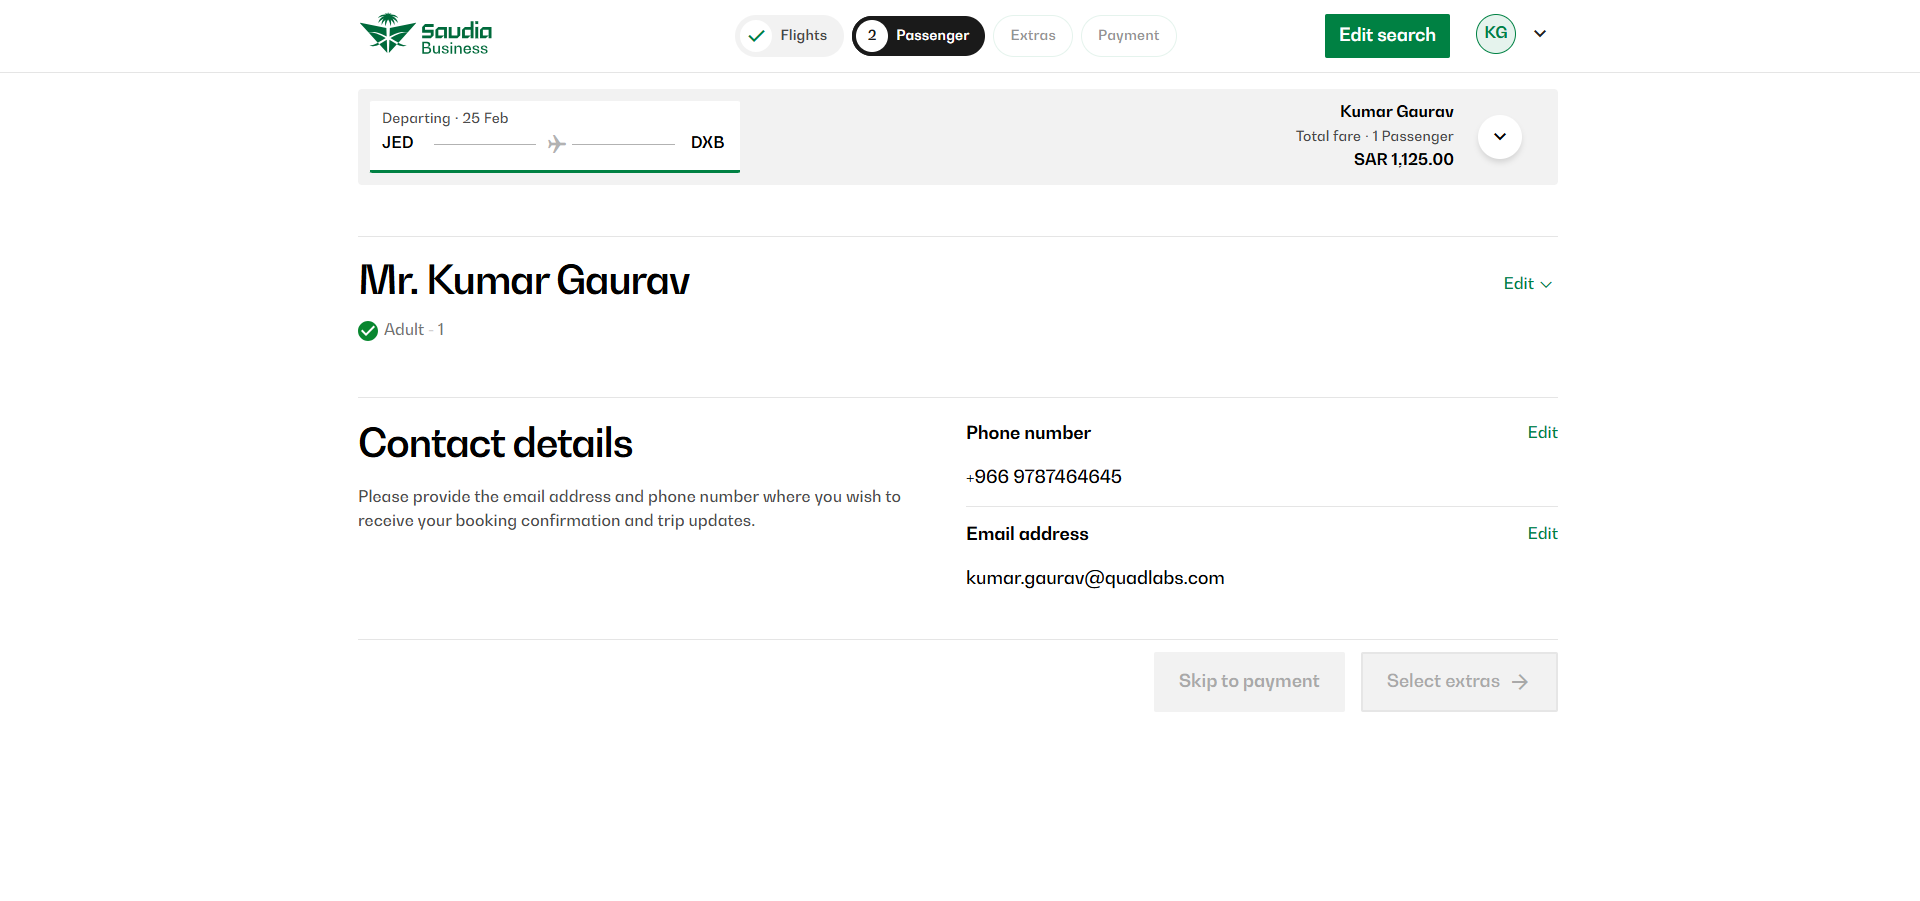 Saudia
Business
Flights
2 Passenger
Extras
Payment
Edit search
KG
Departing · 25 Feb
JED DXB
Kumar Gaurav
Total fare · 1 Passenger
SAR 1,125.00
Mr. Kumar Gaurav
Edit
Adult - 1
Contact details
Please provide the email address and phone number where you wish to
receive your booking confirmation and trip updates.
Phone number
Edit
+966 9787464645
Email address
Edit
kumar.gaurav@quadlabs.com
Skip to payment
Select extras